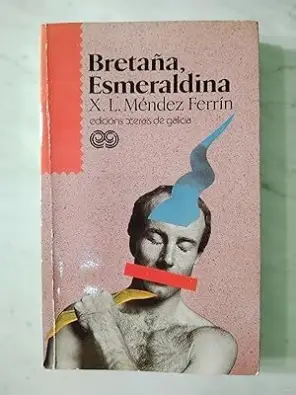 Bretaña,
Esmeraldina
X. L. Méndez Ferrín
edicións xerais de galicia